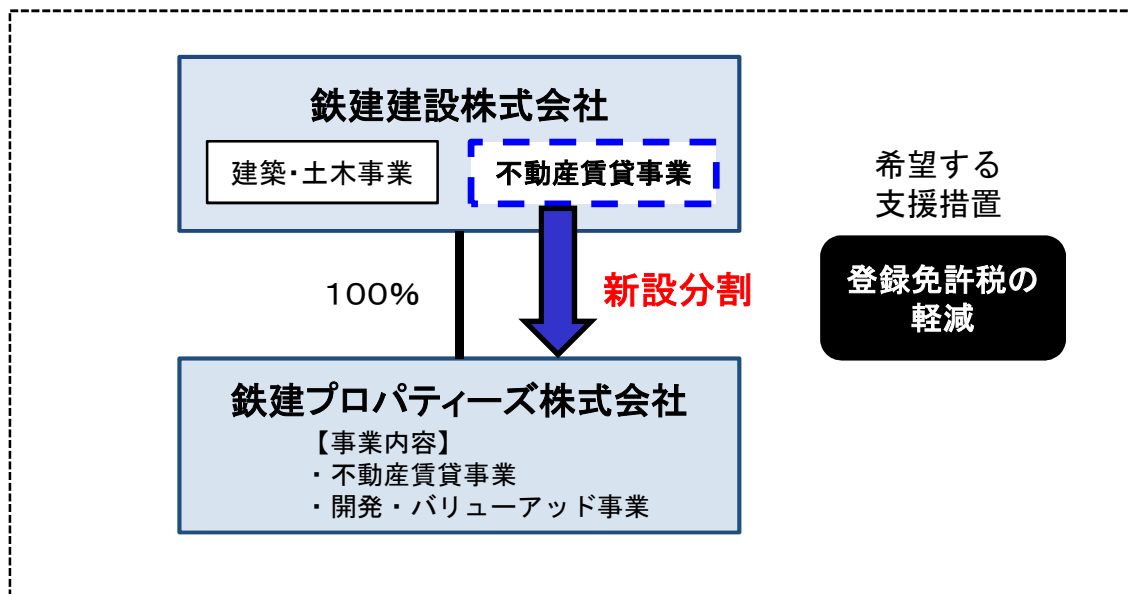 鉄建建設株式会社
建築・土木事業
不動産賃貸事業
希望する
支援措置
登録免許税の
軽減
100%
新設分割
鉄建プロパティーズ株式会社
【事業内容】
・不動産賃貸事業
・開発・バリューアッド事業